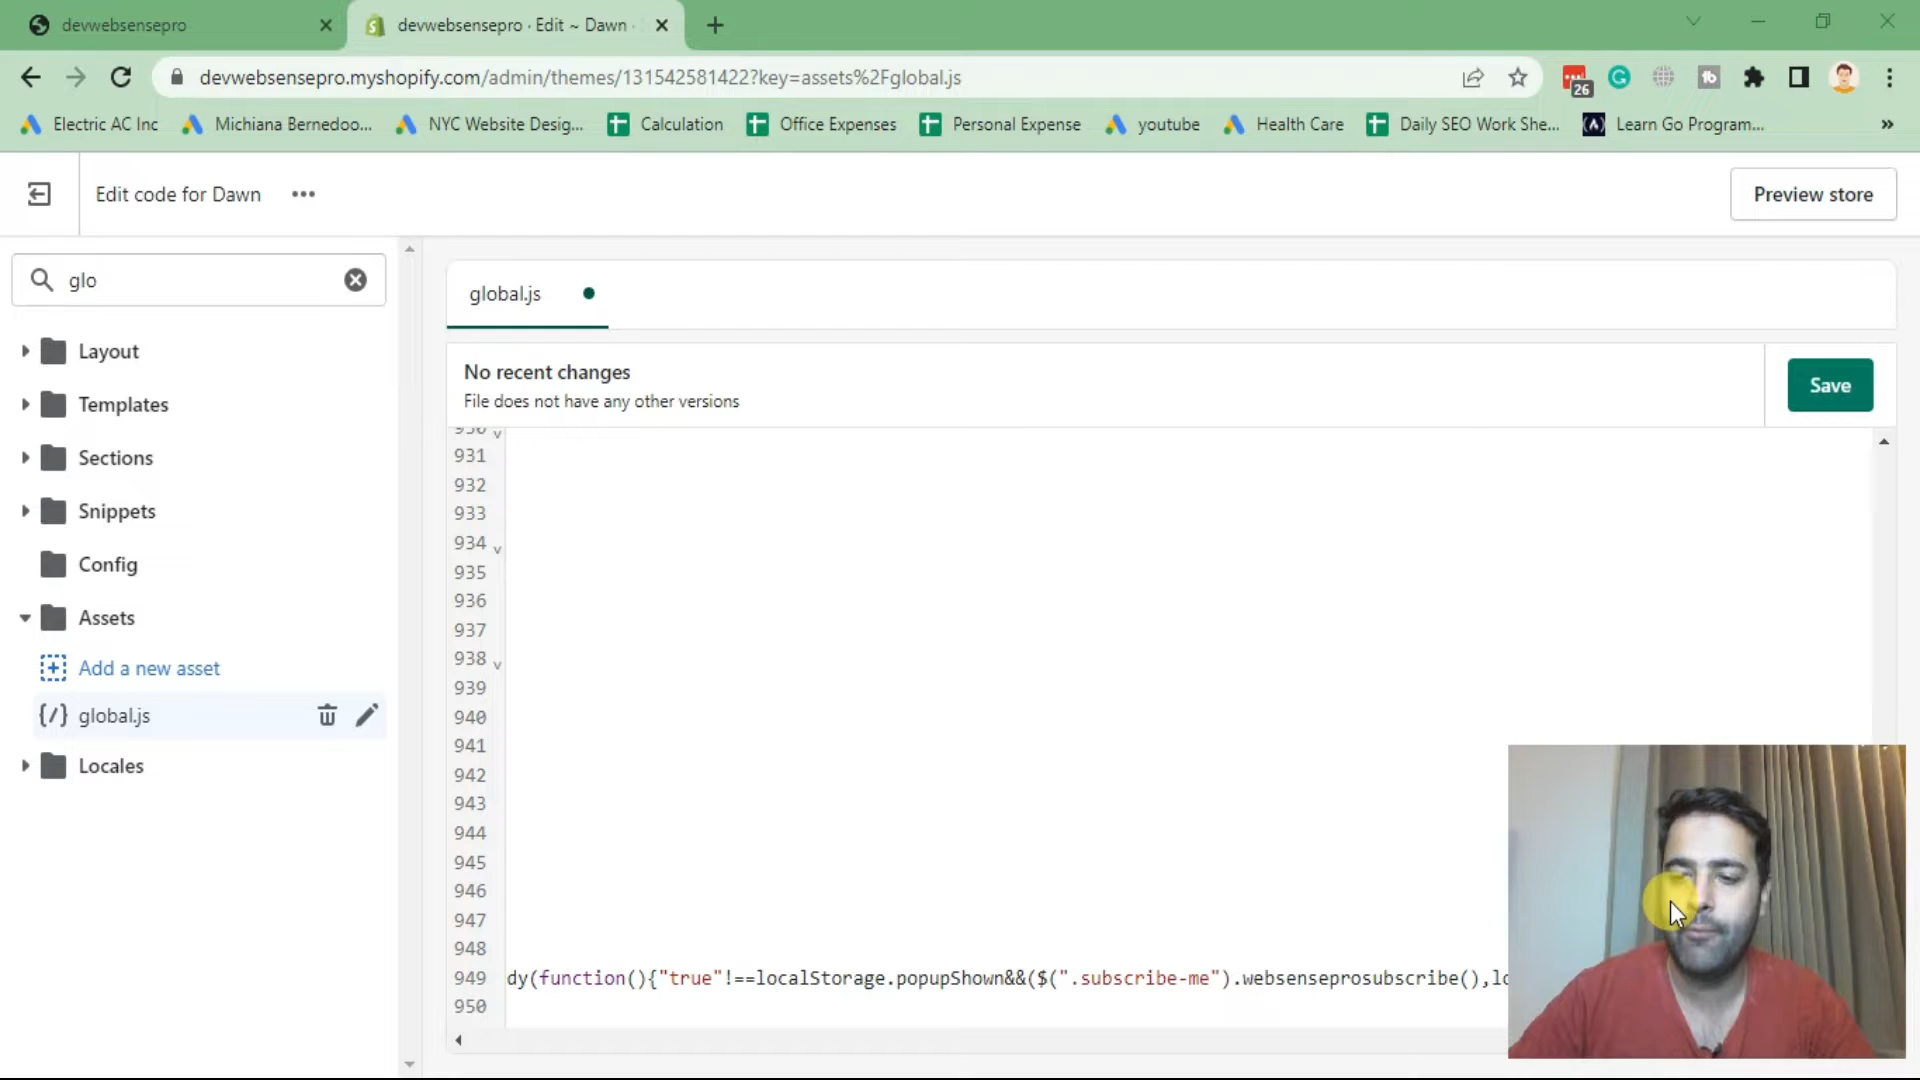 devwebsensepro
devwebsensepro · Edit ~ Dawn ·
devwebsensepro.myshopify.com/admin/themes/131542581422?key=assets%2Fglobal.js
26
Electric AC Inc
Michiana Bernedoo...
NYC Website Desig...
Calculation
Office Expenses
Personal Expense
youtube
Health Care
Daily SEO Work She...
Learn Go Program...
»
Edit code for Dawn
Preview store
glo
global.js
Layout
Templates
No recent changes
File does not have any other versions
Save
Sections
Snippets
Config
Assets
Add a new asset
global.js
Locales
930
931
932
933
934
935
936
937
938
939
940
941
942
943
944
945
946
947
948
949 dy(function(){"true"!==localStorage.popupShown&&($(".subscribe-me").websenseprosubscribe(),lo
950